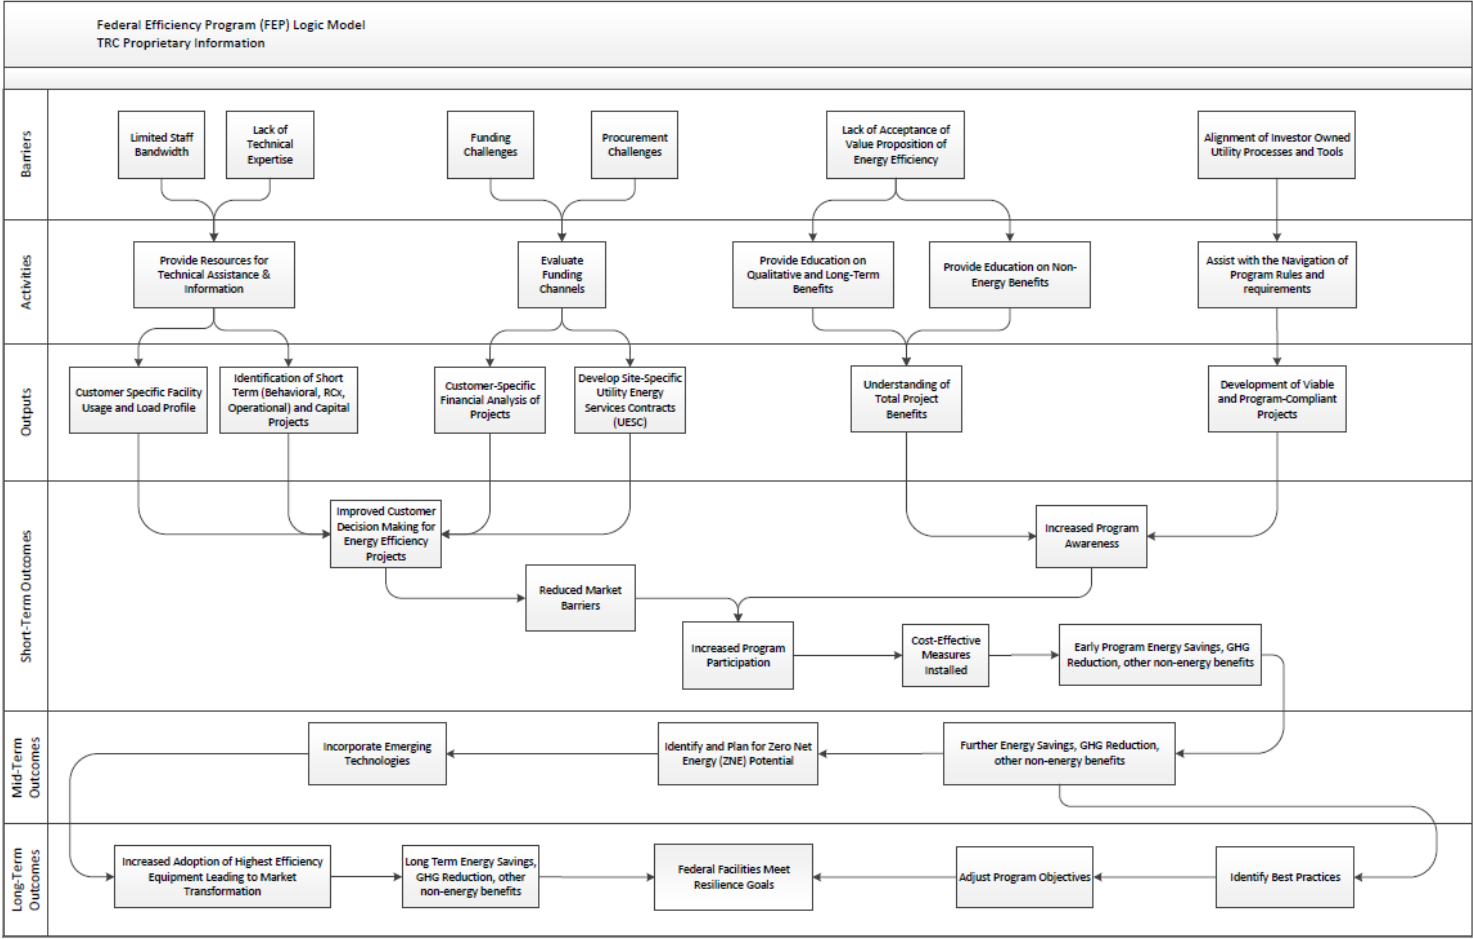 Federal Efficiency Program (FEP) Logic Model
TRC Proprietary Information
Barriers
Limited Staff
Bandwidth
Lack of
Technical
Expertise
Funding
Challenges
Procurement
Challenges
Lack of Acceptance of
Value Proposition of
Energy Efficiency
Alignment of Investor Owned
Utility Processes and Tools
Activities
Provide Resources for
Technical Assistance &
Information
Evaluate
Funding
Channels
Provide Education on
Qualitative and Long-Term
Benefits
Provide Education on Non-
Energy Benefits
Assist with the Navigation of
Program Rules and
requirements
Outputs
Customer Specific Facility
Usage and Load Profile
Identification of Short
Term (Behavioral, RCx,
Operational) and Capital
Projects
Customer-Specific
Financial Analysis of
Projects
Develop Site-Specific
Utility Energy
Services Contracts
(UESC)
Understanding of
Total Project
Benefits
Development of Viable
and Program-Compliant
Projects
Short-Term Outcomes
Improved Customer
Decision Making for
Energy Efficiency
Projects
Increased Program
Awareness
Reduced Market
Barriers
Increased Program
Participation
Cost-Effective
Measures
Installed
Early Program Energy Savings, GHG
Reduction, other non-energy benefits
Mid-Term
Outcomes
Incorporate Emerging
Technologies
Identify and Plan for Zero Net
Energy (ZNE) Potential
Further Energy Savings, GHG Reduction,
other non-energy benefits
Long-Term
Outcomes
Increased Adoption of Highest Efficiency
Equipment Leading to Market
Transformation
Long Term Energy Savings,
GHG Reduction, other
non-energy benefits
Federal Facilities Meet
Resilience Goals
Adjust Program Objectives
Identify Best Practices